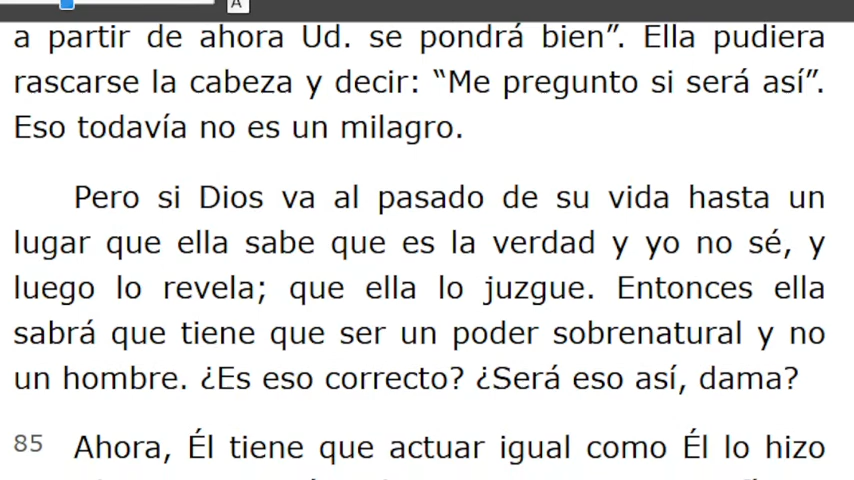 A
a partir de ahora Ud. se pondrá bien”. Ella pudiera
rascarse la cabeza y decir: “Me pregunto si será así”.
Eso todavía no es un milagro.
Pero si Dios va al pasado de su vida hasta un
lugar que ella sabe que es la verdad y yo no sé, y
luego lo revela; que ella lo juzgue. Entonces ella
sabrá que tiene que ser un poder sobrenatural y no
un hombre. ¿Es eso correcto? ¿Será eso así, dama?
85 Ahora, Él tiene que actuar igual como Él lo hizo